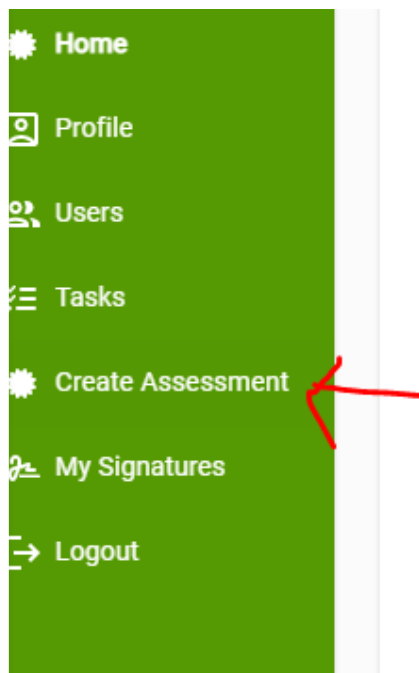 Home
Profile
Users
Tasks
Create Assessment
My Signatures
Logout